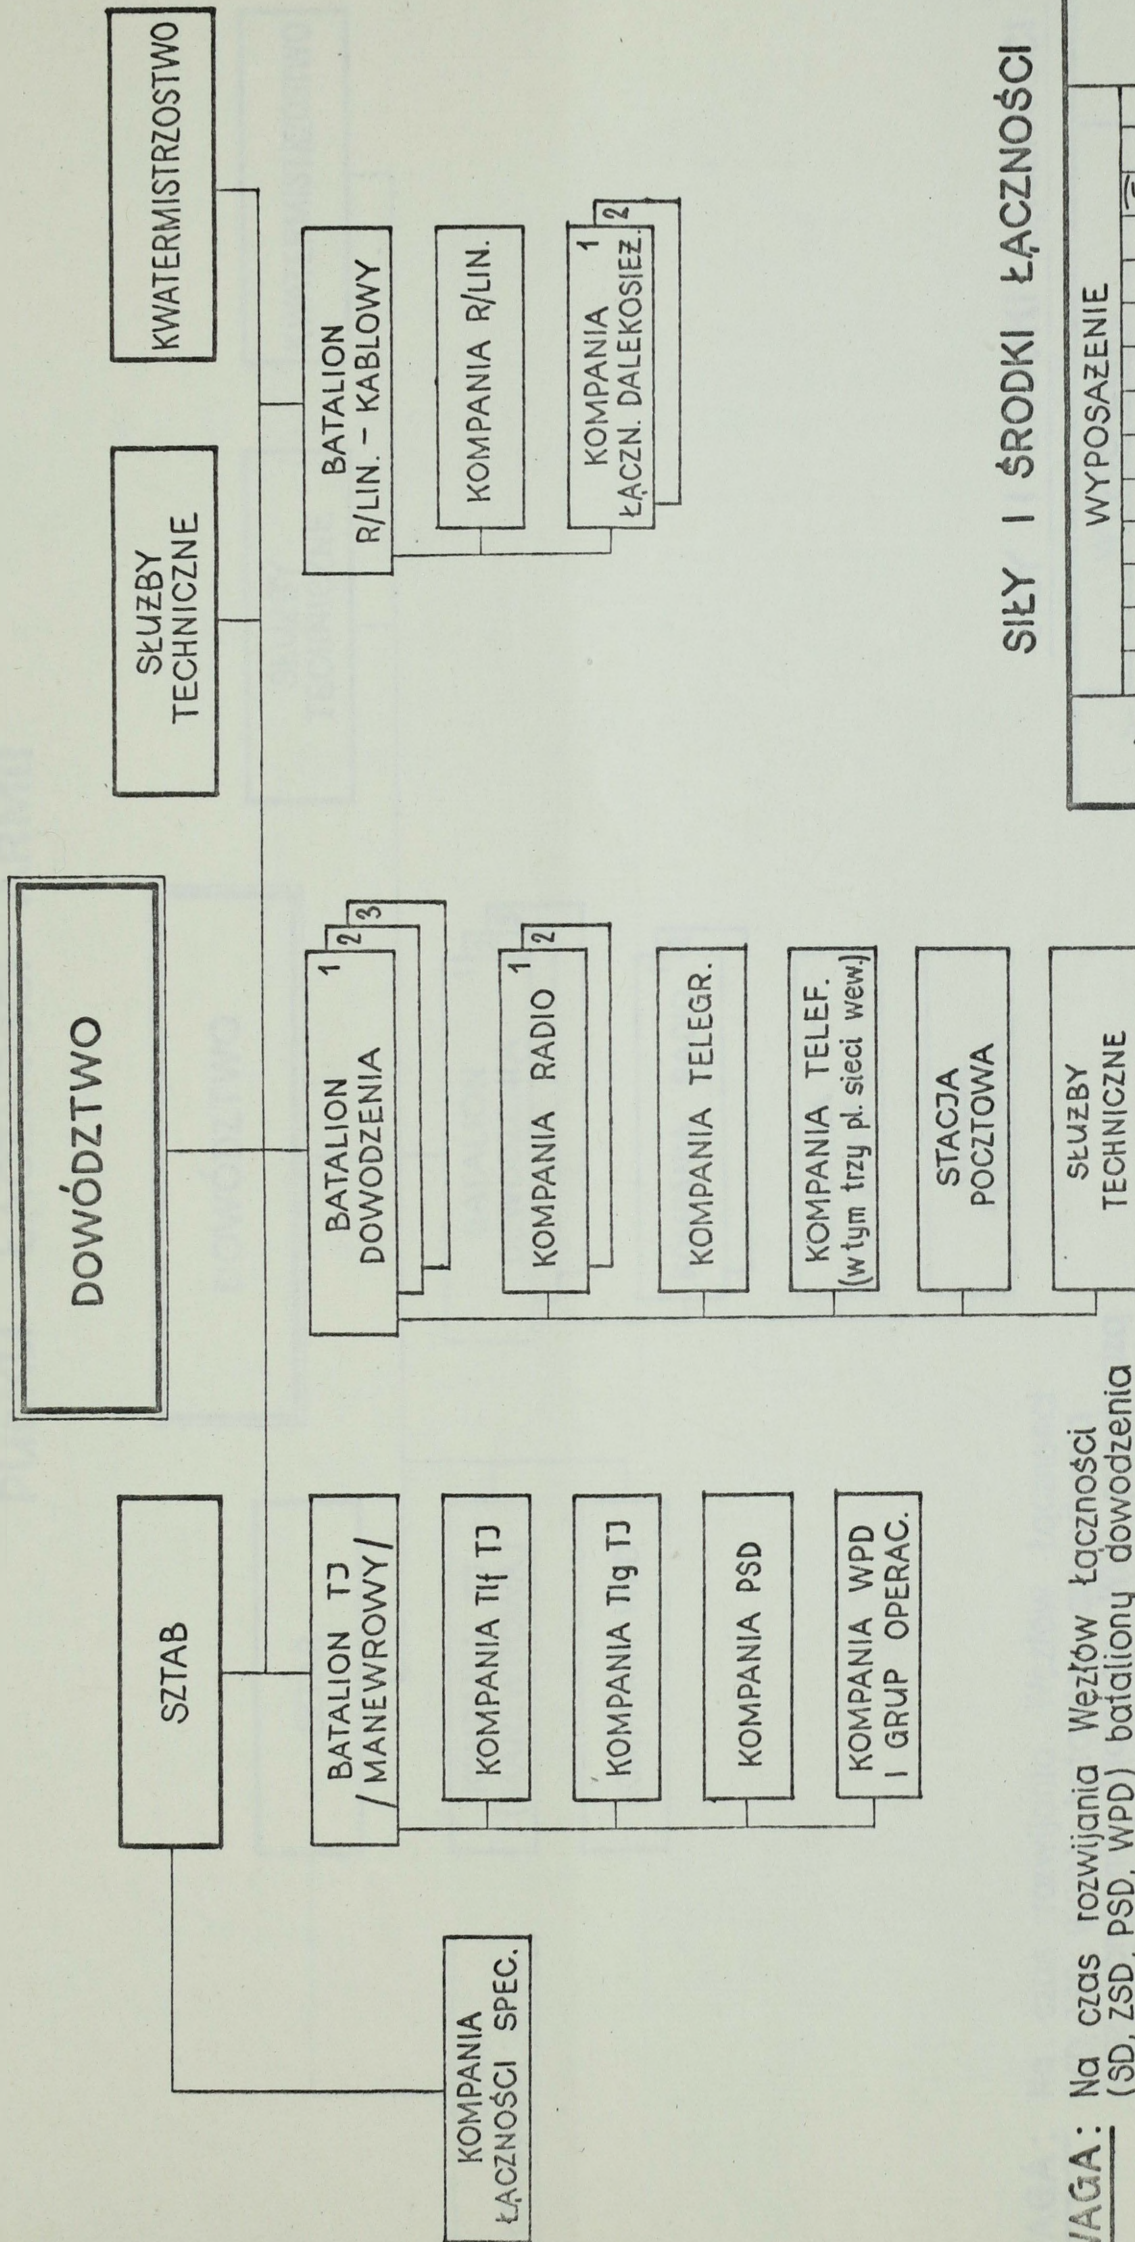 DOWÓDZTWO
SZTAB
SŁUŻBY
TECHNICZNE
KWATERMISTRZOSTWO
KOMPANIA
ŁĄCZNOŚCI SPEC.
BATALION TJ
/MANEWROWY/
KOMPANIA Tlf TJ
KOMPANIA Tlg TJ
KOMPANIA PSD
KOMPANIA WPD
I GRUP OPERAC.
BATALION
DOWODZENIA
1
2
3
KOMPANIA RADIO
1
2
KOMPANIA TELEGR.
KOMPANIA TELEF.
(w tym trzy pl. sieci wew.)
STACJA
POCZTOWA
SŁUŻBY
TECHNICZNE
BATALION
R/LIN. - KABLOWY
KOMPANIA R/LIN.
KOMPANIA
ŁĄCZN. DALEKOSIĘŻ.
1
2
SIŁY I ŚRODKI ŁĄCZNOŚCI
WYPOSAŻENIE
WAGA: Na czas rozwijania Węzłów Łączności
(SD, ZSD, PSD, WPD) bataliony dowodzenia